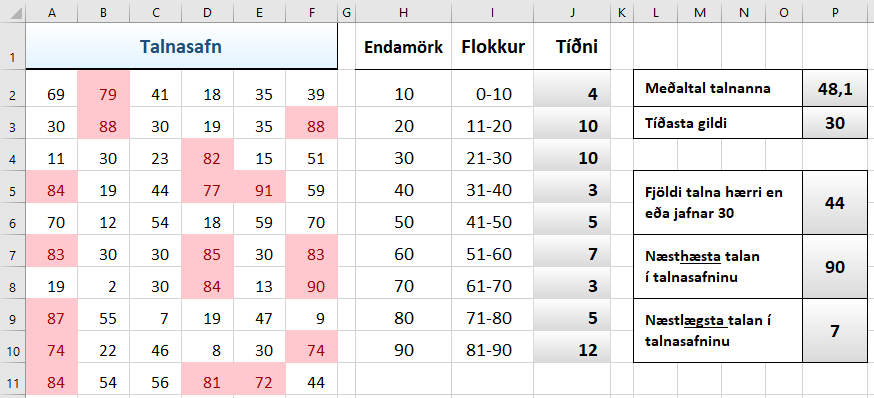 A B C D E F G H I J K L M N O P
1 Talnasafn Endamörk Flokkur Tíðni
2 69 79 41 18 35 39 10 0-10 4 Meðaltal talnanna 48,1
3 30 88 30 19 35 88 20 11-20 10 Tíðasta gildi 30
4 11 30 23 82 15 51 30 21-30 10
5 84 19 44 77 91 59 40 31-40 3 Fjöldi talna hærri en
eða jafnar 30 44
6 70 12 54 18 59 70 50 41-50 5
7 83 30 30 85 30 83 60 51-60 7 Næsthæsta talan
í talnasafninu 90
8 19 2 30 84 13 90 70 61-70 3
9 87 55 7 19 47 9 80 71-80 5 Næstlægsta talan í
talnasafninu 7
10 74 22 46 8 30 74 90 81-90 12
11 84 54 56 81 72 44